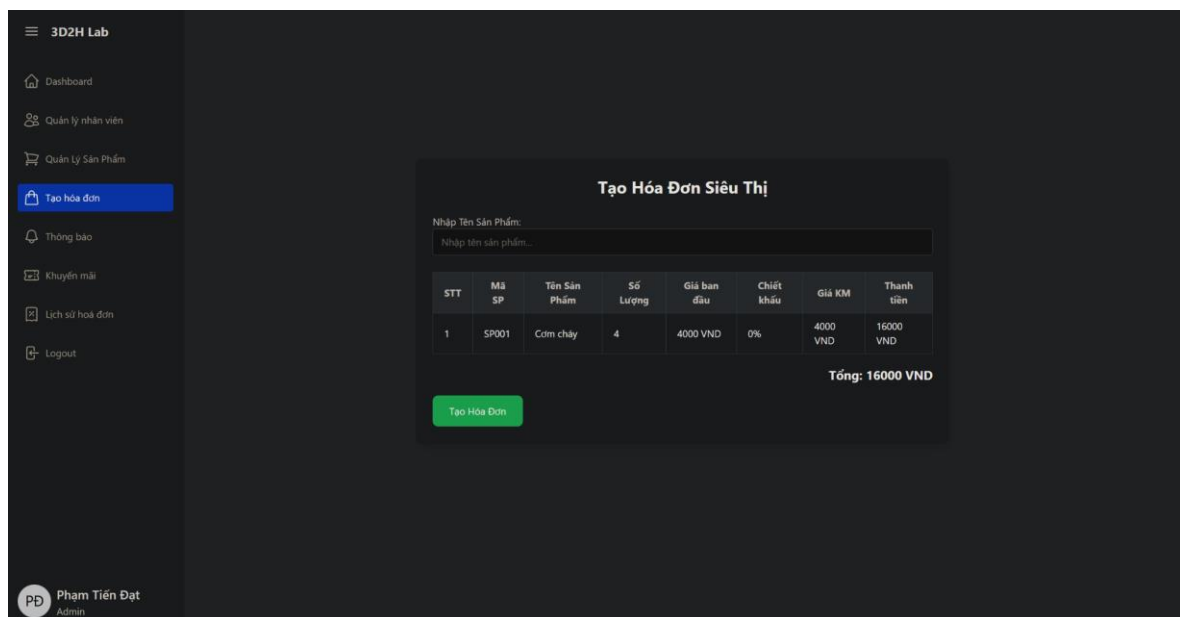 3D2H Lab
Dashboard
Quản lý nhân viên
Quản Lý Sản Phẩm
Tạo hóa đơn
Thông báo
Khuyến mãi
Lịch sử hoá đơn
Logout
PĐ
Phạm Tiến Đạt
Admin
Tạo Hóa Đơn Siêu Thị
Nhập Tên Sản Phẩm:
Nhập tên sản phẩm...
STT Mã SP Tên Sản Phẩm Số Lượng Giá ban đầu Chiết khấu Giá KM Thanh tiền
1 SP001 Cơm cháy 4 4000 VND 0% 4000 VND 16000 VND
Tổng: 16000 VND
Tạo Hóa Đơn